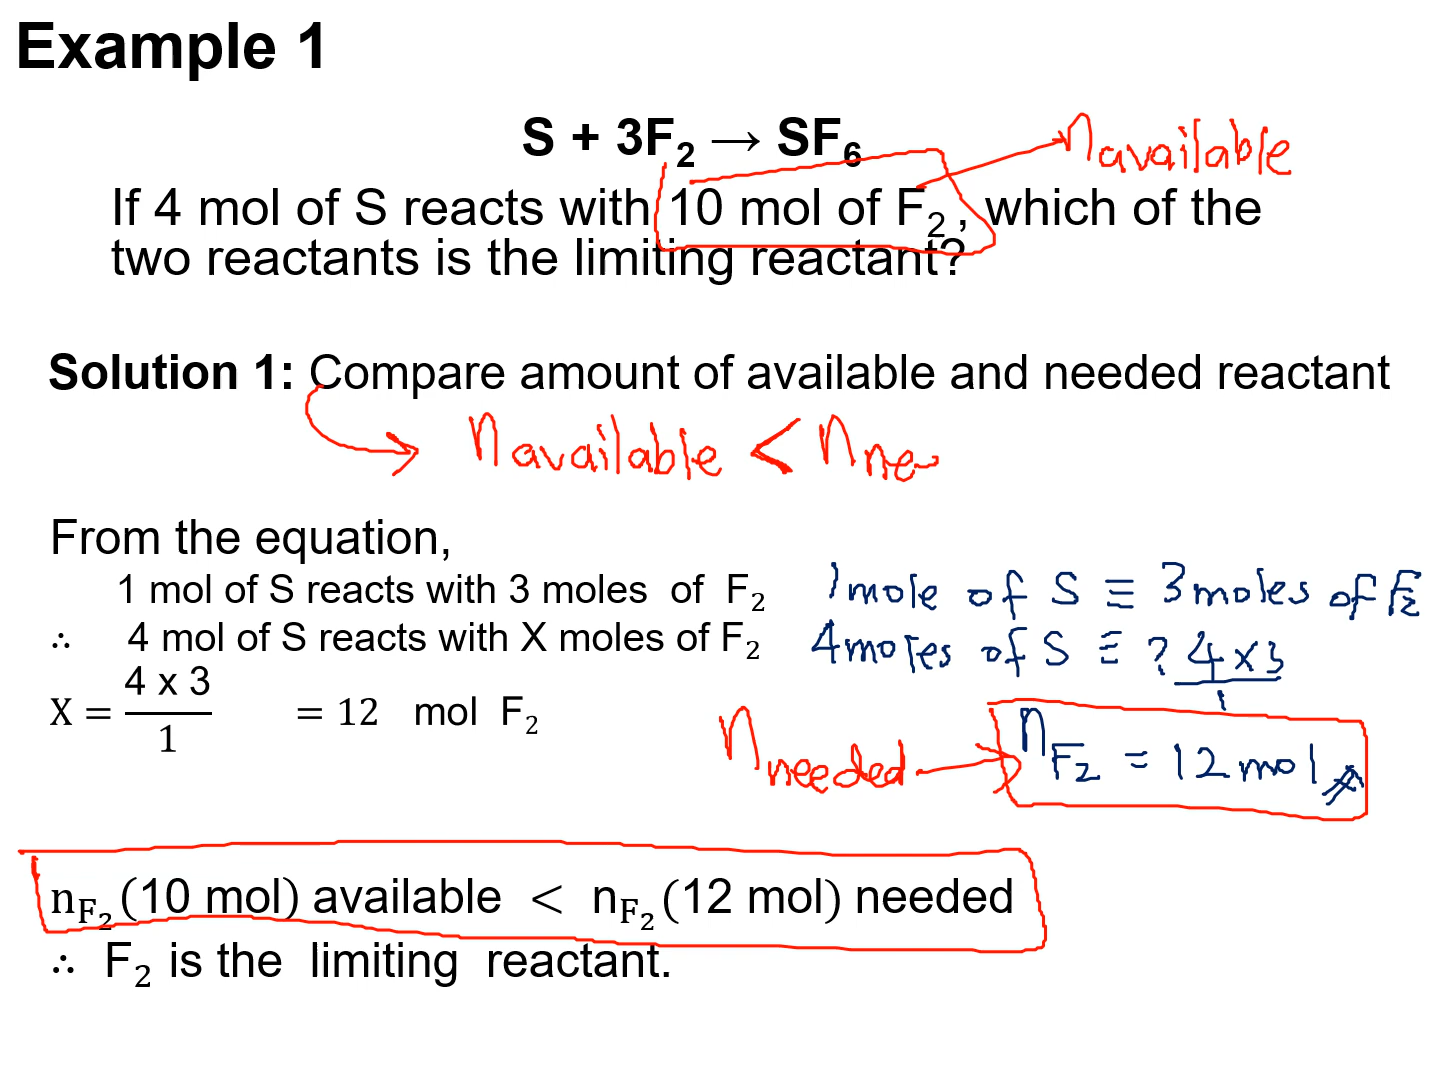 Example 1
S + 3F₂ → SF₆
n available
If 4 mol of S reacts with 10 mol of F₂, which of the
two reactants is the limiting reactant?
Solution 1: Compare amount of available and needed reactant
n available < n ne
From the equation,
1 mol of S reacts with 3 moles of F₂
1 mole of S ≡ 3 moles of F₂
∴ 4 mol of S reacts with X moles of F₂
4 moles of S ≡ ? 4 x 3
1
X = 4 x 3 / 1 = 12 mol F₂
n needed
n F₂ = 12 mol
n F₂ (10 mol) available < n F₂ (12 mol) needed
∴ F₂ is the limiting reactant.